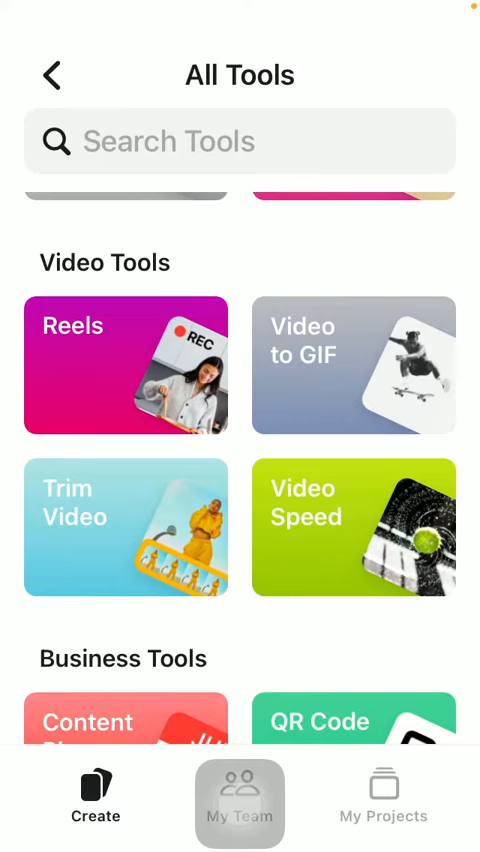 All Tools
Search Tools
Video Tools
Reels
REC
Video
to GIF
Trim
Video
Video
Speed
Business Tools
Content
QR Code
Create
My Team
My Projects